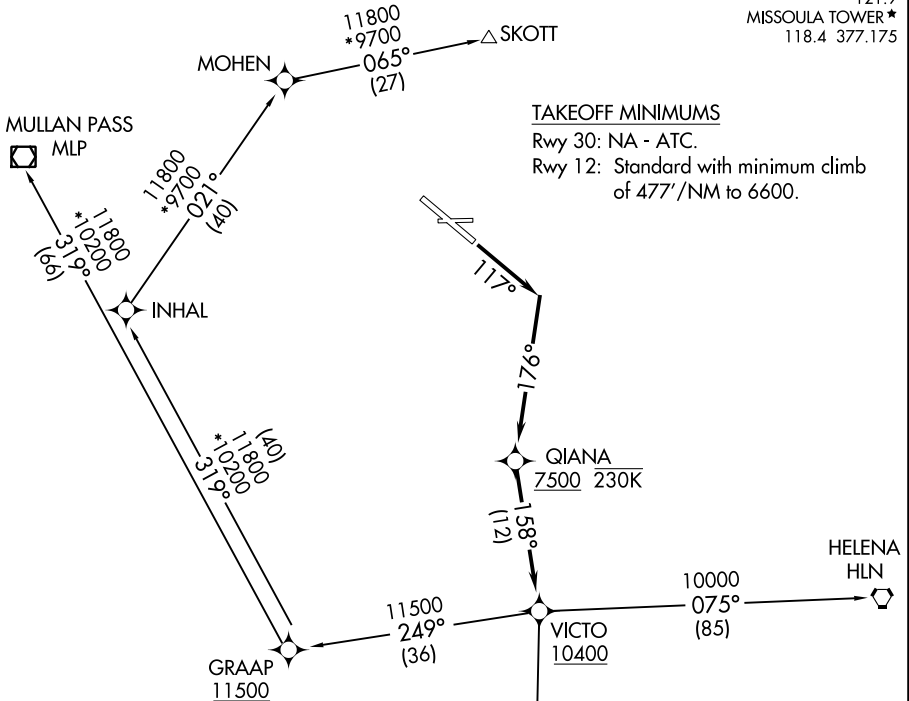 121.9
MISSOULA TOWER★
118.4 377.175
11800
*9700
065°
(27)
SKOTT
MOHEN
MULLAN PASS
MLP
TAKEOFF MINIMUMS
Rwy 30: NA - ATC.
Rwy 12: Standard with minimum climb
of 477'/NM to 6600.
11800
*9700
021°
(40)
11800
*10200
319°
(66)
117°
INHAL
176°
(40)
11800
*10200
319°
QIANA
7500 230K
158°
(12)
HELENA
HLN
10000
075°
(85)
11500
249°
(36)
VICTO
10400
GRAAP
11500